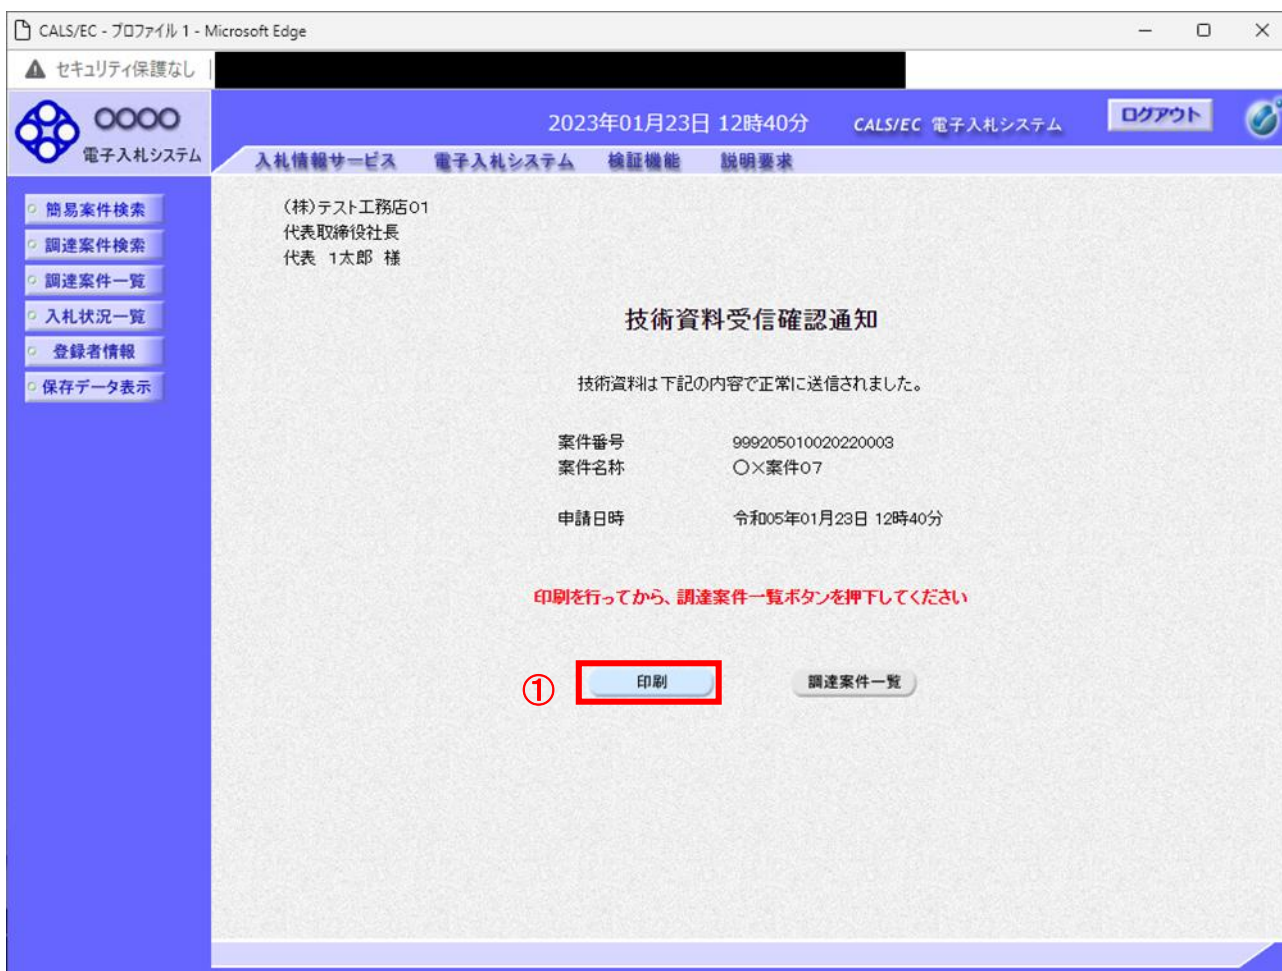 CALS/EC - プロファイル 1 - Microsoft Edge
セキュリティ保護なし
〇〇〇〇
電子入札システム
2023年01月23日 12時40分
CALS/EC 電子入札システム
ログアウト
入札情報サービス 電子入札システム 検証機能 説明要求
簡易案件検索
調達案件検索
調達案件一覧
入札状況一覧
登録者情報
保存データ表示
(株)テスト工務店01
代表取締役社長
代表 1太郎 様
技術資料受信確認通知
技術資料は下記の内容で正常に送信されました。
案件番号 999205010020220003
案件名称 〇×案件07
申請日時 令和05年01月23日 12時40分
印刷を行ってから、調達案件一覧ボタンを押下してください
① 印刷 調達案件一覧